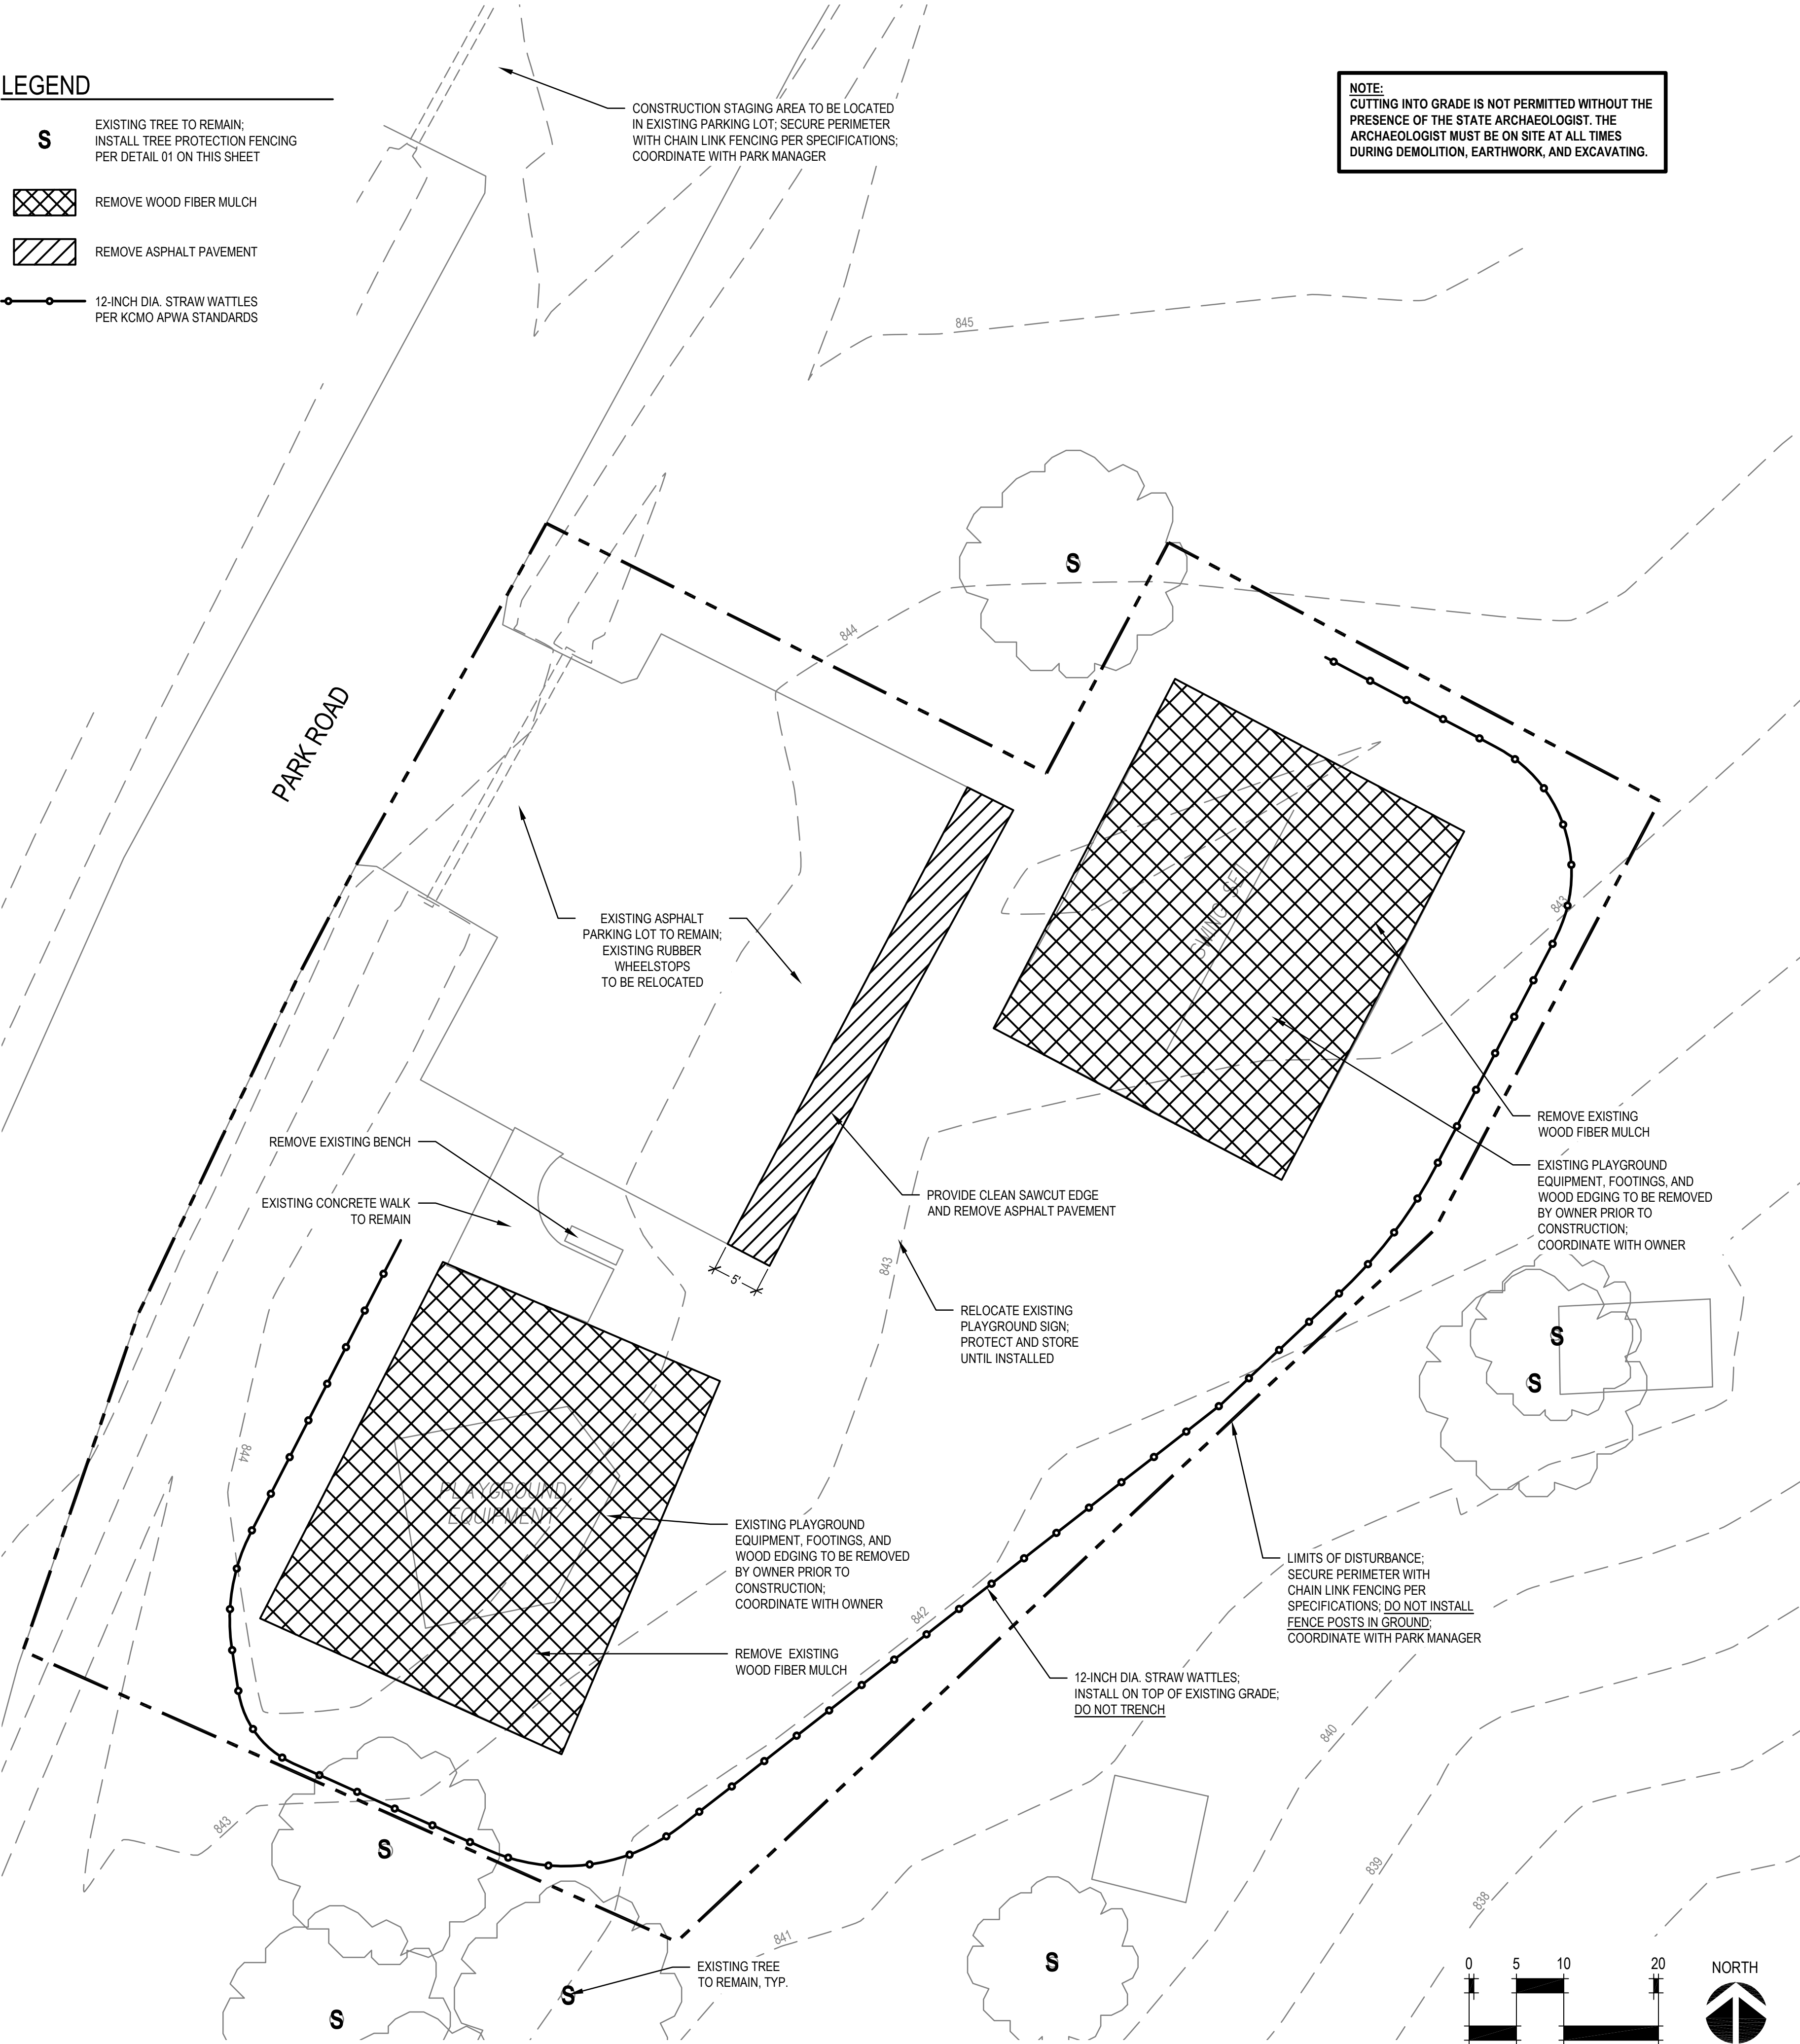 LEGEND
S
EXISTING TREE TO REMAIN;
INSTALL TREE PROTECTION FENCING
PER DETAIL 01 ON THIS SHEET
REMOVE WOOD FIBER MULCH
REMOVE ASPHALT PAVEMENT
12-INCH DIA. STRAW WATTLES
PER KCMO APWA STANDARDS
CONSTRUCTION STAGING AREA TO BE LOCATED
IN EXISTING PARKING LOT; SECURE PERIMETER
WITH CHAIN LINK FENCING PER SPECIFICATIONS;
COORDINATE WITH PARK MANAGER
NOTE:
CUTTING INTO GRADE IS NOT PERMITTED WITHOUT THE
PRESENCE OF THE STATE ARCHAEOLOGIST. THE
ARCHAEOLOGIST MUST BE ON SITE AT ALL TIMES
DURING DEMOLITION, EARTHWORK, AND EXCAVATING.
845
S
844
PARK ROAD
SWING SET
843
EXISTING ASPHALT
PARKING LOT TO REMAIN;
EXISTING RUBBER
WHEELSTOPS
TO BE RELOCATED
REMOVE EXISTING BENCH
EXISTING CONCRETE WALK
TO REMAIN
PROVIDE CLEAN SAWCUT EDGE
AND REMOVE ASPHALT PAVEMENT
REMOVE EXISTING
WOOD FIBER MULCH
EXISTING PLAYGROUND
EQUIPMENT, FOOTINGS, AND
WOOD EDGING TO BE REMOVED
BY OWNER PRIOR TO
CONSTRUCTION;
COORDINATE WITH OWNER
5'
843
RELOCATE EXISTING
PLAYGROUND SIGN;
PROTECT AND STORE
UNTIL INSTALLED
S
S
844
PLAYGROUND
EQUIPMENT
EXISTING PLAYGROUND
EQUIPMENT, FOOTINGS, AND
WOOD EDGING TO BE REMOVED
BY OWNER PRIOR TO
CONSTRUCTION;
COORDINATE WITH OWNER
REMOVE EXISTING
WOOD FIBER MULCH
842
LIMITS OF DISTURBANCE;
SECURE PERIMETER WITH
CHAIN LINK FENCING PER
SPECIFICATIONS; DO NOT INSTALL
FENCE POSTS IN GROUND;
COORDINATE WITH PARK MANAGER
12-INCH DIA. STRAW WATTLES;
INSTALL ON TOP OF EXISTING GRADE;
DO NOT TRENCH
840
843
S
839
838
841
EXISTING TREE
TO REMAIN, TYP.
S
S
S
0 5 10 20
NORTH